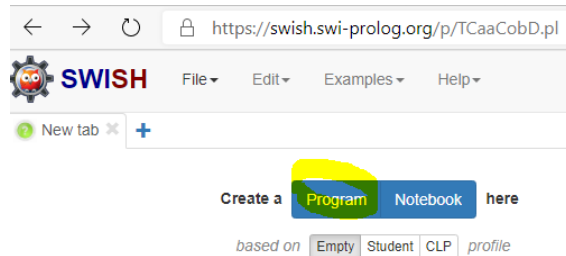 https://swish.swi-prolog.org/p/TCaaCobD.pl
SWISH File Edit Examples Help
New tab
Create a Program Notebook here
based on Empty Student CLP profile